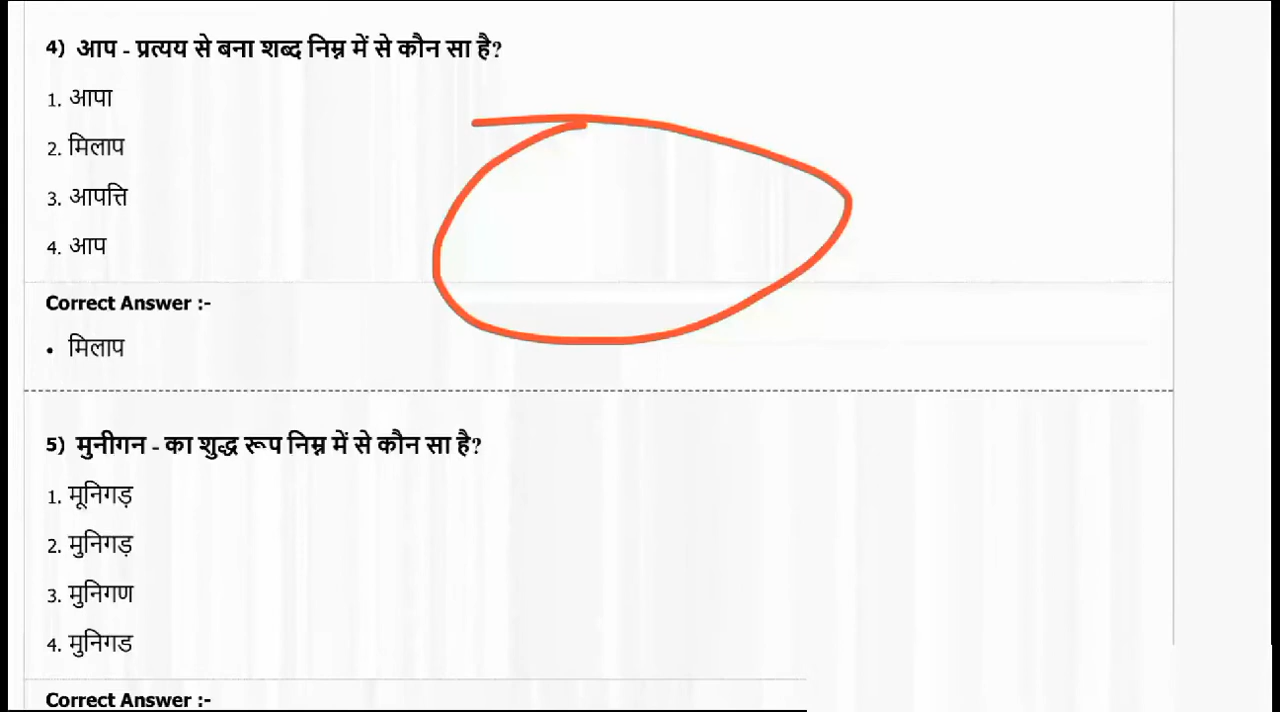 4) आप - प्रत्यय से बना शब्द निम्न में से कौन सा है?
1. आपा
2. मिलाप
3. आपत्ति
4. आप
Correct Answer :-
• मिलाप
5) मुनीगन - का शुद्ध रूप निम्न में से कौन सा है?
1. मूनिगड़
2. मुनिगड़
3. मुनिगण
4. मुनिगड
Correct Answer :-